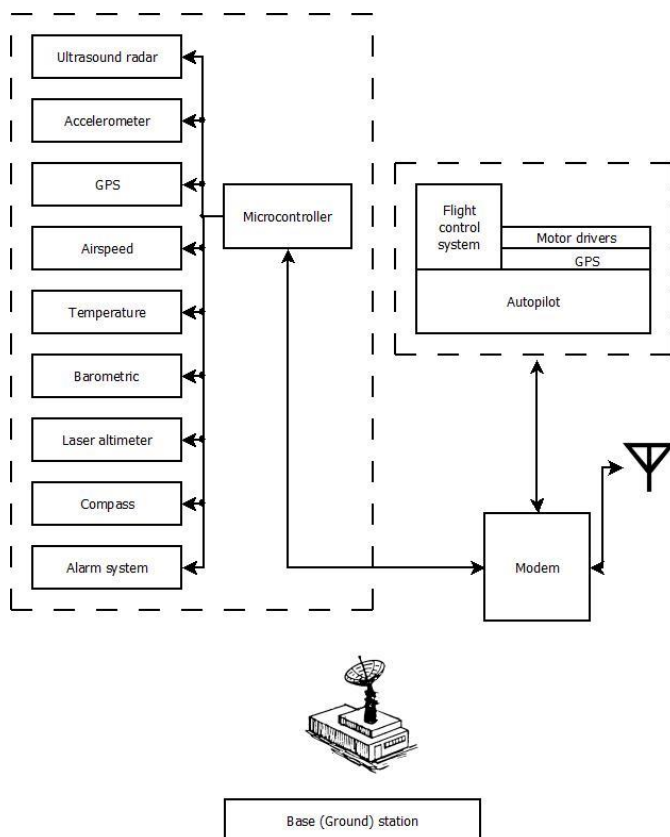 Ultrasound radar
Accelerometer
GPS
Microcontroller
Airspeed
Temperature
Barometric
Laser altimeter
Compass
Alarm system
Flight
control
system
Motor drivers
GPS
Autopilot
Modem
Base (Ground) station